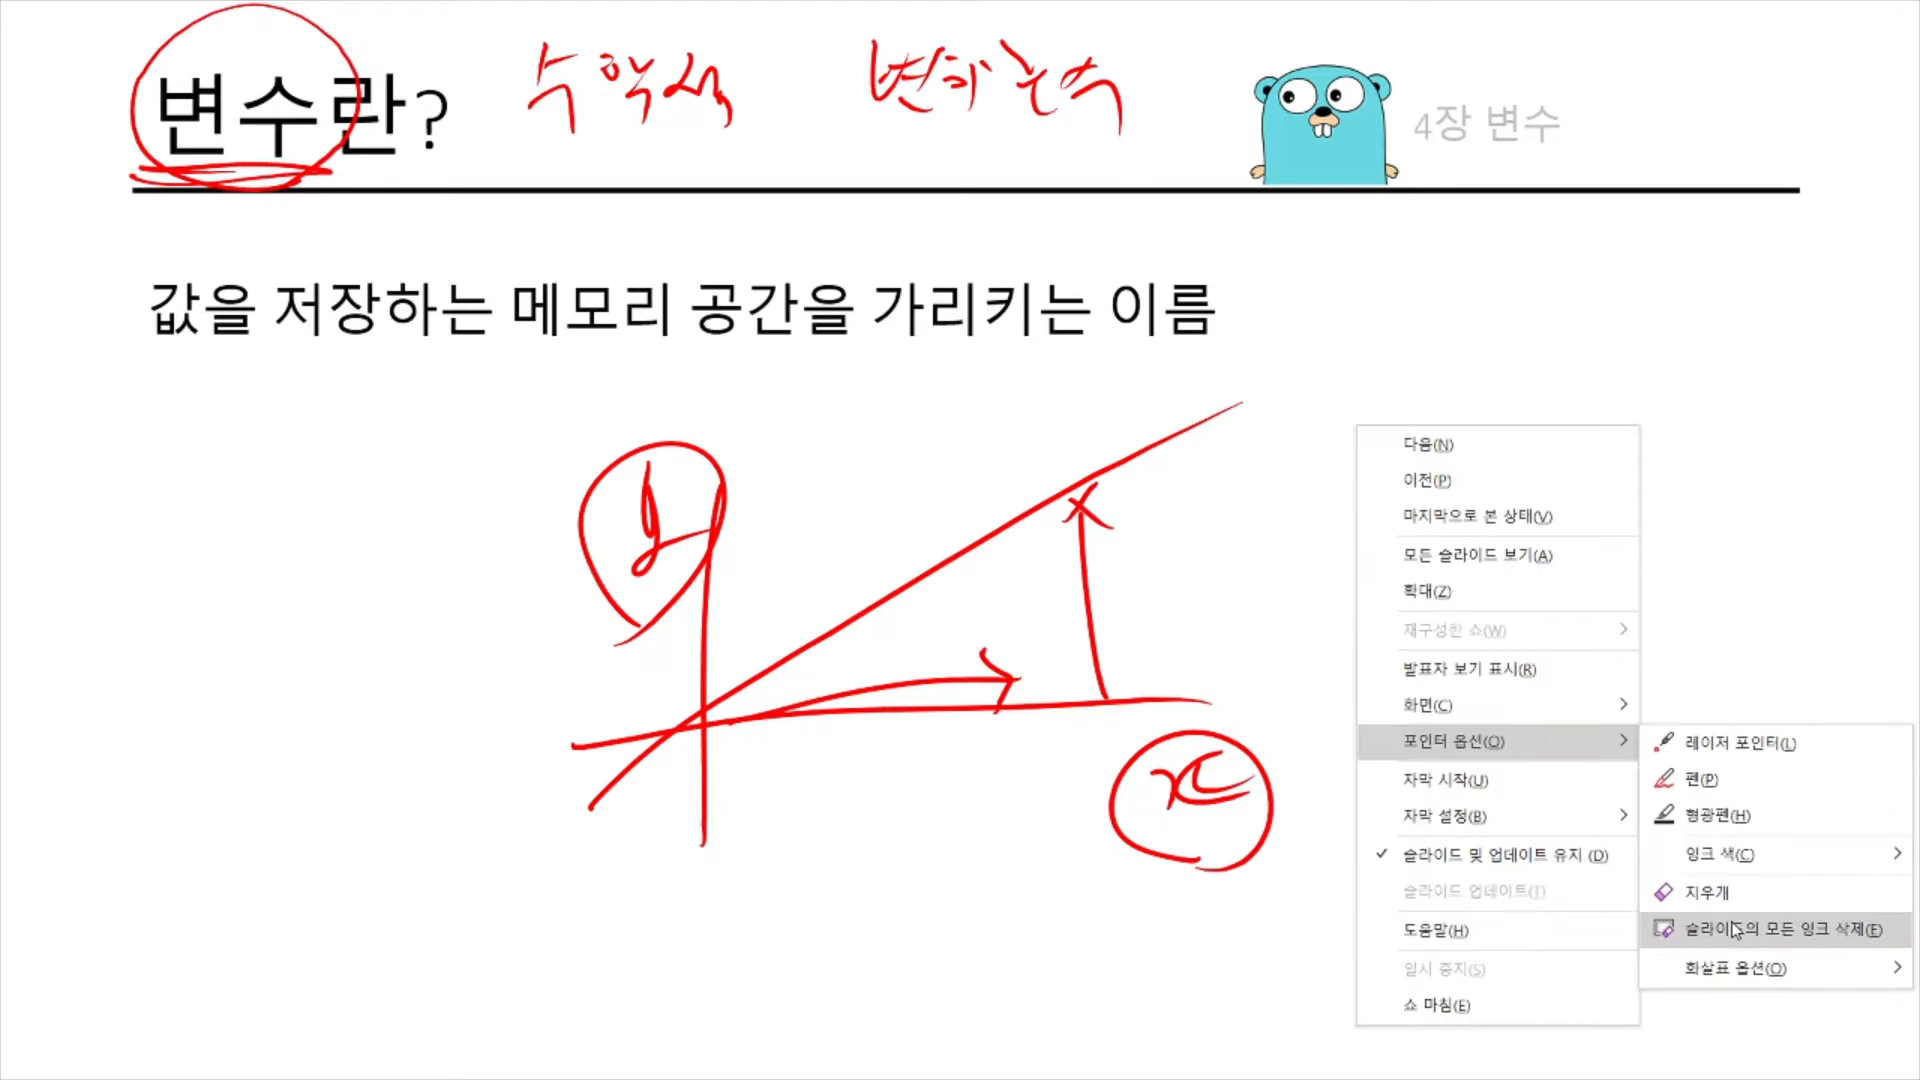 변수란?
변하는수
4장 변수
값을 저장하는 메모리 공간을 가리키는 이름
y
x
다음(N)
이전(P)
마지막으로 본 상태(V)
모든 슬라이드 보기(A)
확대(Z)
재구성한 쇼(W)
발표자 보기 표시(R)
화면(C)
포인터 옵션(O)
자막 시작(U)
자막 설정(B)
슬라이드 및 업데이트 유지 (D)
슬라이드 업데이트(T)
도움말(H)
일시 중지(S)
쇼 마침(E)
레이저 포인터(L)
펜(P)
형광펜(H)
잉크 색(C)
지우개
슬라이드의 모든 잉크 삭제(E)
화살표 옵션(O)